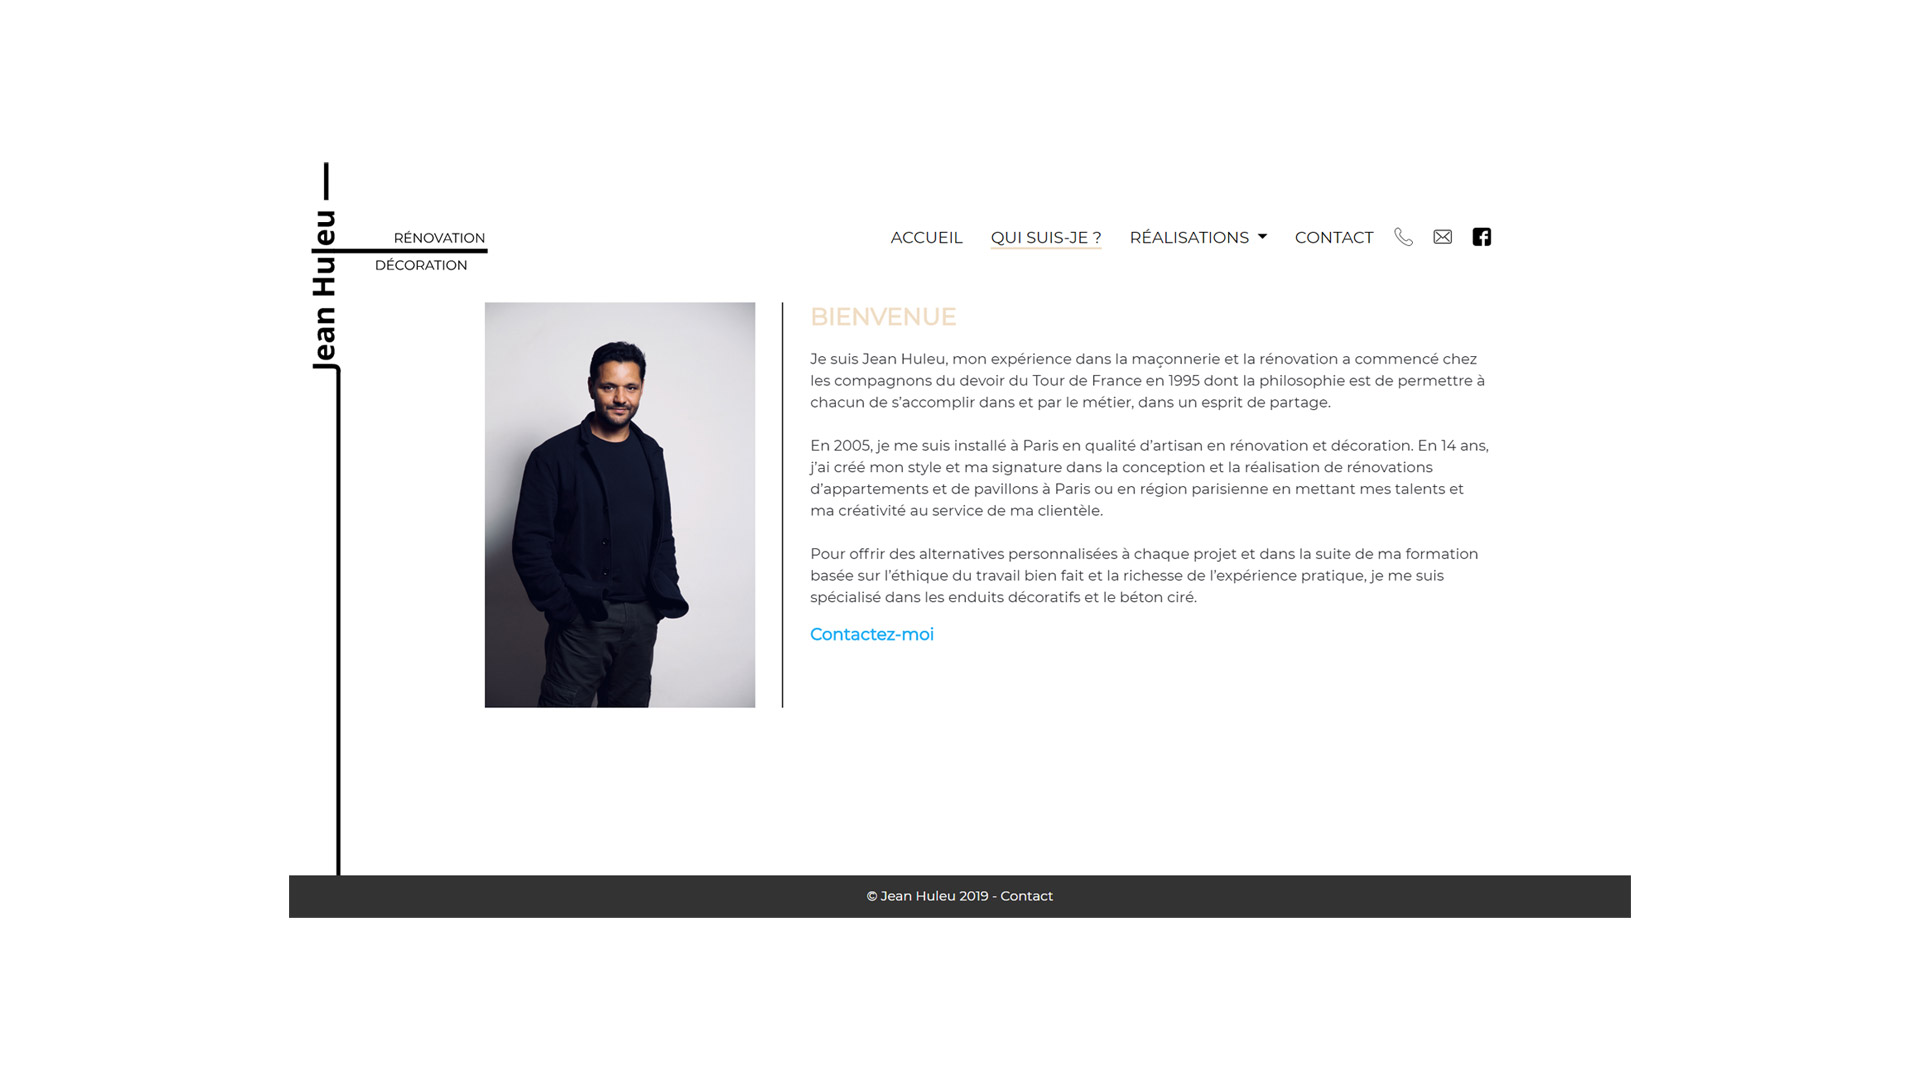 Jean Huleu
RÉNOVATION
DÉCORATION
ACCUEIL QUI SUIS-JE ? RÉALISATIONS CONTACT
BIENVENUE
Je suis Jean Huleu, mon expérience dans la maçonnerie et la rénovation a commencé chez
les compagnons du devoir du Tour de France en 1995 dont la philosophie est de permettre à
chacun de s’accomplir dans et par le métier, dans un esprit de partage.
En 2005, je me suis installé à Paris en qualité d’artisan en rénovation et décoration. En 14 ans,
j’ai créé mon style et ma signature dans la conception et la réalisation de rénovations
d’appartements et de pavillons à Paris ou en région parisienne en mettant mes talents et
ma créativité au service de ma clientèle.
Pour offrir des alternatives personnalisées à chaque projet et dans la suite de ma formation
basée sur l’éthique du travail bien fait et la richesse de l’expérience pratique, je me suis
spécialisé dans les enduits décoratifs et le béton ciré.
Contactez-moi
© Jean Huleu 2019 - Contact